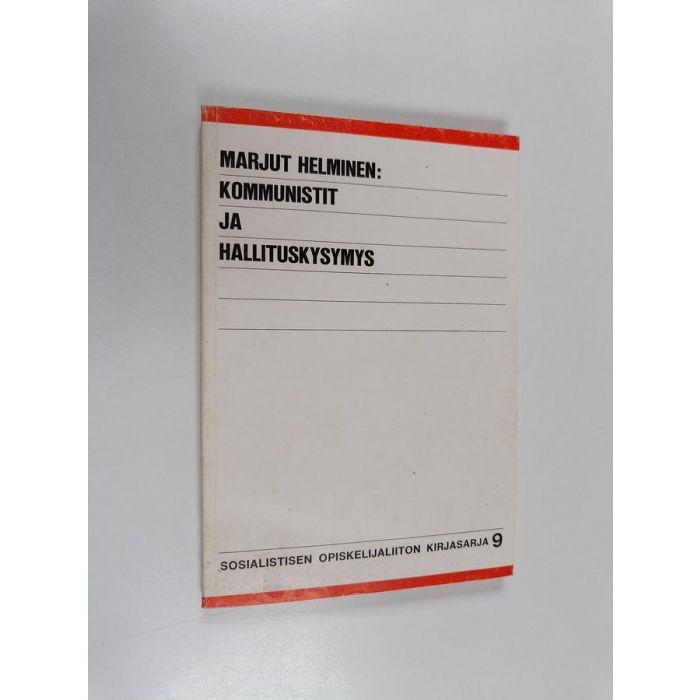 MARJUT HELMINEN:
KOMMUNISTIT
JA
HALLITUSKYSYMYS
SOSIALISTISEN OPISKELIJALIITON KIRJASARJA 9